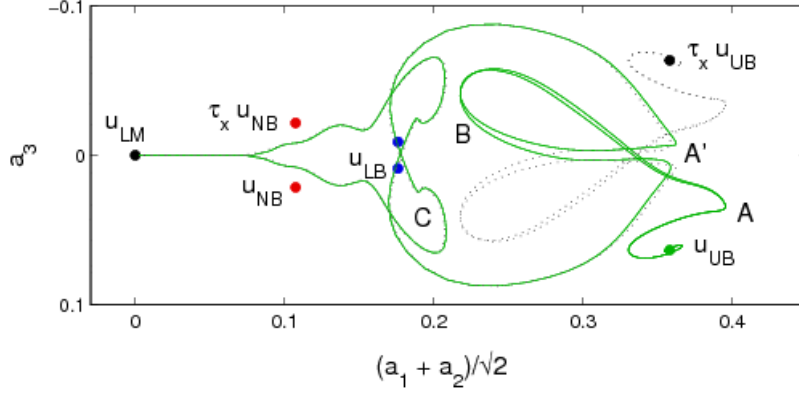 -0.1
τx uUB
uLM
τx uNB
B
A'
a3
0
uLB
uNB
C
A
uUB
0.1
0
0.1
0.2
0.3
0.4
(a1 + a2)/√2